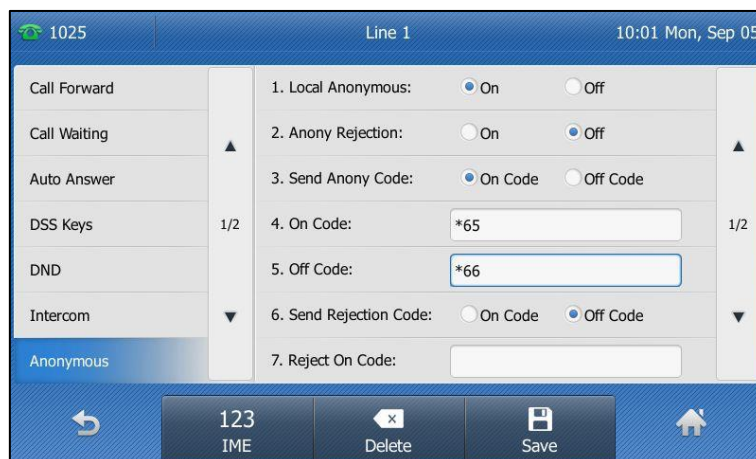 1025 Line 1 10:01 Mon, Sep 05
Call Forward
Call Waiting
Auto Answer
DSS Keys
DND
Intercom
Anonymous
1/2
1. Local Anonymous: On Off
2. Anony Rejection: On Off
3. Send Anony Code: On Code Off Code
4. On Code: *65
5. Off Code: *66
6. Send Rejection Code: On Code Off Code
7. Reject On Code:
1/2
123
IME
Delete
Save